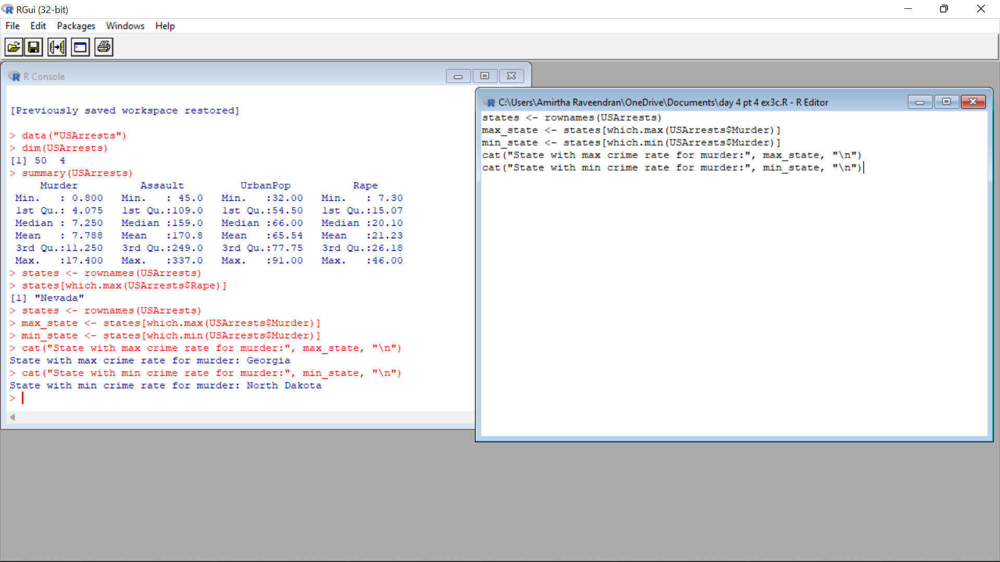 RGui (32-bit)
File Edit Packages Windows Help
R Console
[Previously saved workspace restored]
> data("USArrests")
> dim(USArrests)
[1] 50  4
> summary(USArrests)
     Murder          Assault         UrbanPop          Rape
 Min.   : 0.800   Min.   : 45.0   Min.   :32.00   Min.   : 7.30
 1st Qu.: 4.075   1st Qu.:109.0   1st Qu.:54.50   1st Qu.:15.07
 Median : 7.250   Median :159.0   Median :66.00   Median :20.10
 Mean   : 7.788   Mean   :170.8   Mean   :65.54   Mean   :21.23
 3rd Qu.:11.250   3rd Qu.:249.0   3rd Qu.:77.75   3rd Qu.:26.18
 Max.   :17.400   Max.   :337.0   Max.   :91.00   Max.   :46.00
> states <- rownames(USArrests)
> states[which.max(USArrests$Rape)]
[1] "Nevada"
> states <- rownames(USArrests)
> max_state <- states[which.max(USArrests$Murder)]
> min_state <- states[which.min(USArrests$Murder)]
> cat("State with max crime rate for murder:", max_state, "\n")
State with max crime rate for murder: Georgia
> cat("State with min crime rate for murder:", min_state, "\n")
State with min crime rate for murder: North Dakota
>
C:\Users\Amirtha Raveendran\OneDrive\Documents\day 4 pt 4 ex3c.R - R Editor
states <- rownames(USArrests)
max_state <- states[which.max(USArrests$Murder)]
min_state <- states[which.min(USArrests$Murder)]
cat("State with max crime rate for murder:", max_state, "\n")
cat("State with min crime rate for murder:", min_state, "\n")